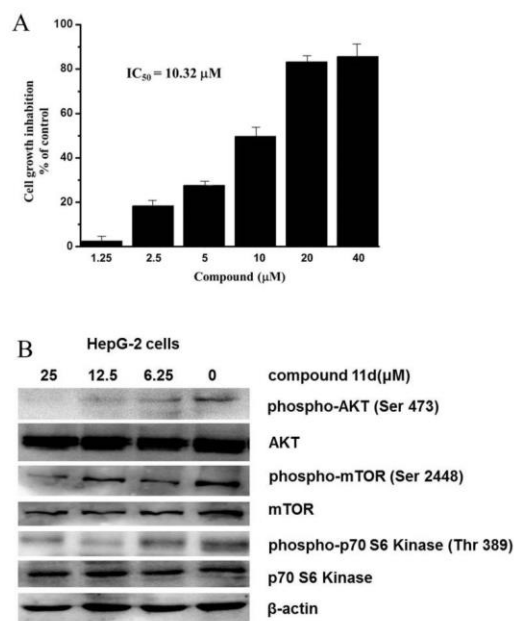 A
IC50 = 10.32 µM
Cell growth inhabition
% of control
100
80
60
40
20
0
1.25 2.5 5 10 20 40
Compound (µM)
B
HepG-2 cells
25 12.5 6.25 0 compound 11d(µM)
phospho-AKT (Ser 473)
AKT
phospho-mTOR (Ser 2448)
mTOR
phospho-p70 S6 Kinase (Thr 389)
p70 S6 Kinase
β-actin